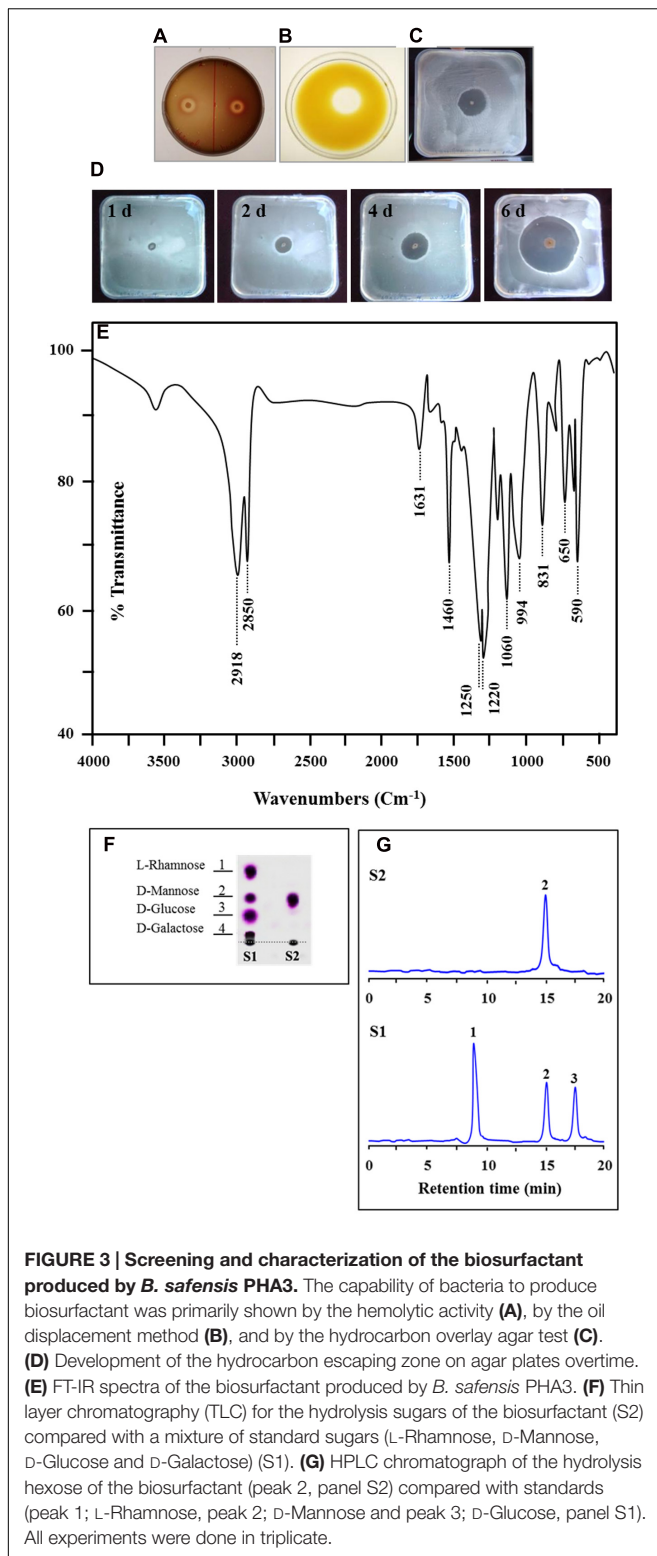 A
B
C
D
1 d
2 d
4 d
6 d
E
100
80
60
40
% Transmittance
2918
2850
1631
1460
1250
1220
1060
994
831
650
590
4000 3500 3000 2500 2000 1500 1000 500
Wavenumbers (Cm⁻¹)
F
L-Rhamnose 1
D-Mannose 2
D-Glucose 3
D-Galactose 4
S1 S2
G
S2
2
0 5 10 15 20
S1
1
2
3
0 5 10 15 20
Retention time (min)
FIGURE 3 | Screening and characterization of the biosurfactant
produced by B. safensis PHA3. The capability of bacteria to produce
biosurfactant was primarily shown by the hemolytic activity (A), by the oil
displacement method (B), and by the hydrocarbon overlay agar test (C).
(D) Development of the hydrocarbon escaping zone on agar plates overtime.
(E) FT-IR spectra of the biosurfactant produced by B. safensis PHA3. (F) Thin
layer chromatography (TLC) for the hydrolysis sugars of the biosurfactant (S2)
compared with a mixture of standard sugars (L-Rhamnose, D-Mannose,
D-Glucose and D-Galactose) (S1). (G) HPLC chromatograph of the hydrolysis
hexose of the biosurfactant (peak 2, panel S2) compared with standards
(peak 1; L-Rhamnose, peak 2; D-Mannose and peak 3; D-Glucose, panel S1).
All experiments were done in triplicate.